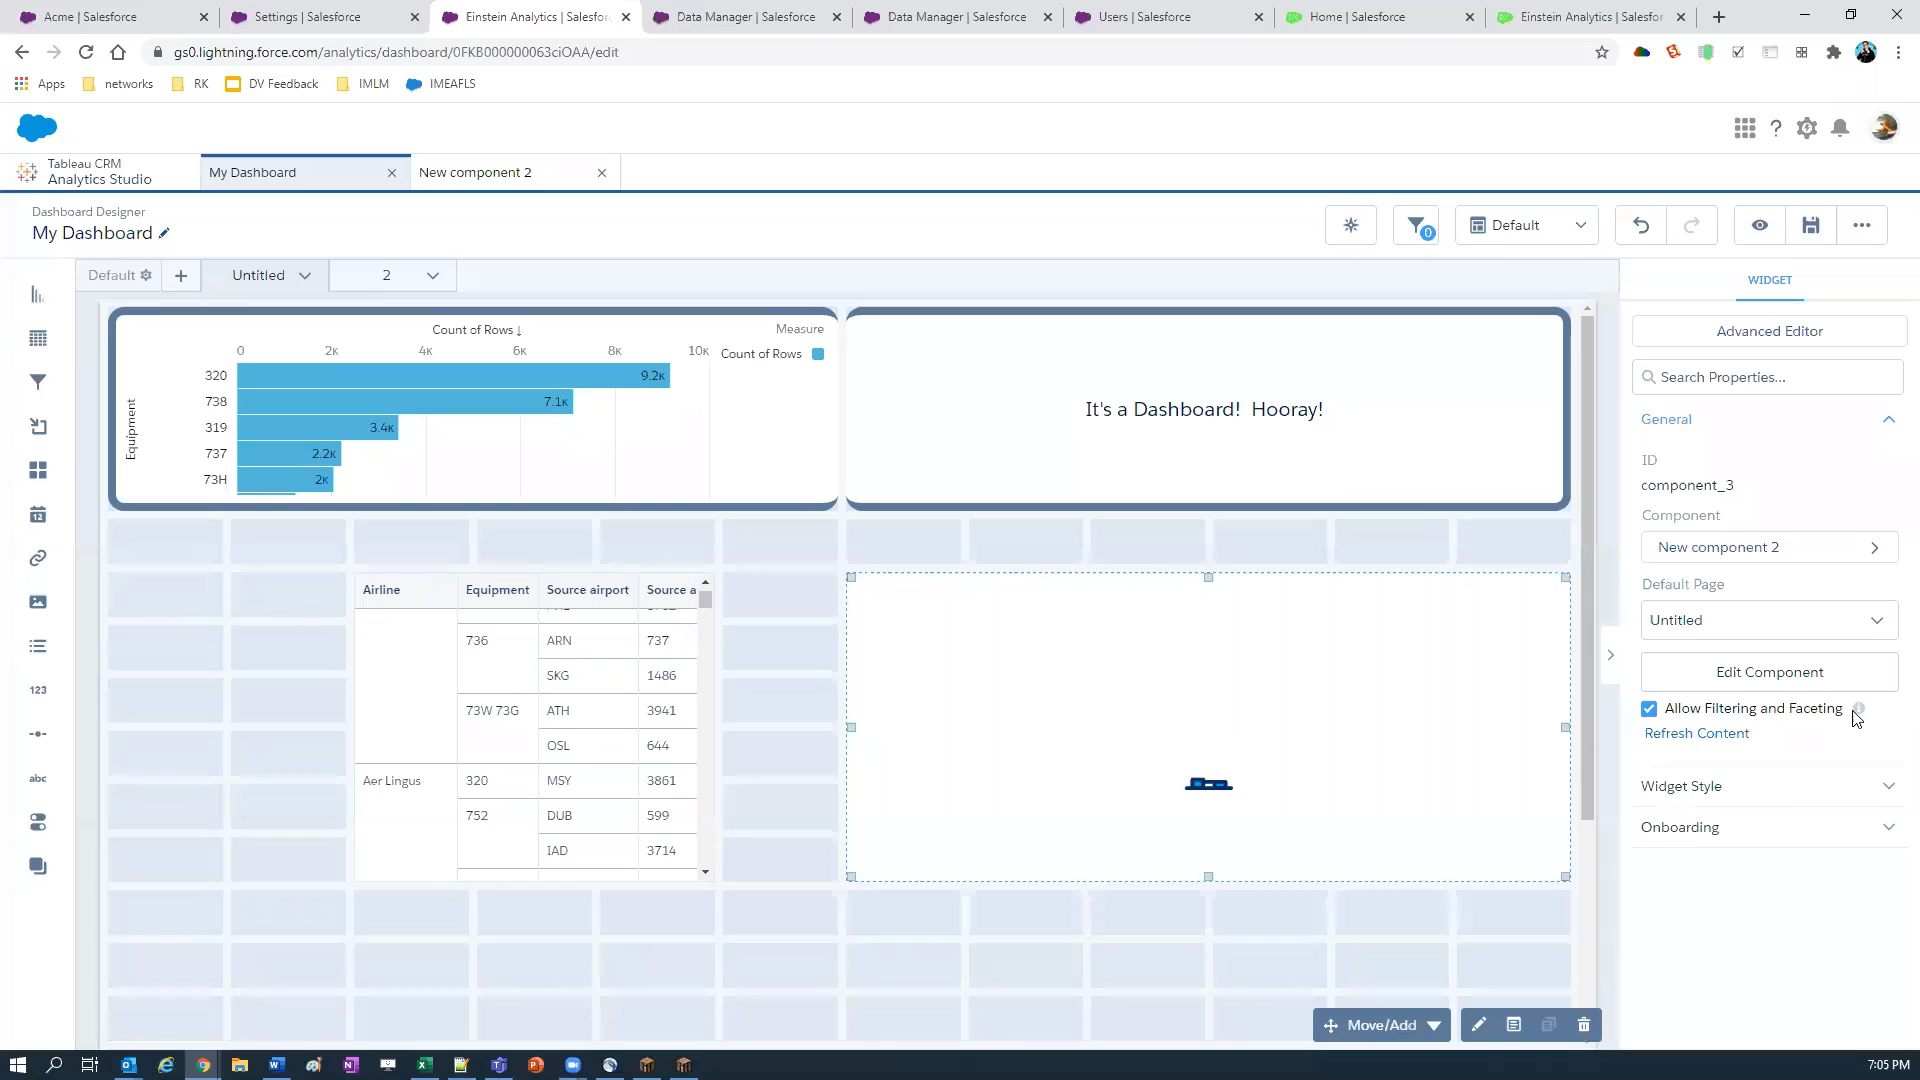 Acme | Salesforce
Settings | Salesforce
Einstein Analytics | Salesfor
Data Manager | Salesforce
Data Manager | Salesforce
Users | Salesforce
Home | Salesforce
Einstein Analytics | Salesfor
gs0.lightning.force.com/analytics/dashboard/0FKB000000063ciOAA/edit
Apps
networks
RK
DV Feedback
IMLM
IMEAFLS
Tableau CRM
Analytics Studio
My Dashboard
New component 2
Dashboard Designer
My Dashboard
0
Default
Default
Untitled
2
WIDGET
Count of Rows ↓
Measure
0
2K
4K
6K
8K
10K
Count of Rows
Equipment
320
9.2K
738
7.1K
319
3.4K
737
2.2K
73H
2K
It's a Dashboard! Hooray!
Advanced Editor
Search Properties...
General
ID
component_3
Component
New component 2
Default Page
Untitled
Edit Component
Allow Filtering and Faceting
Refresh Content
Widget Style
Onboarding
12
123
abc
Airline
Equipment
Source airport
Source a
736
ARN
737
SKG
1486
73W 73G
ATH
3941
OSL
644
Aer Lingus
320
MSY
3861
752
DUB
599
IAD
3714
Move/Add
7:05 PM